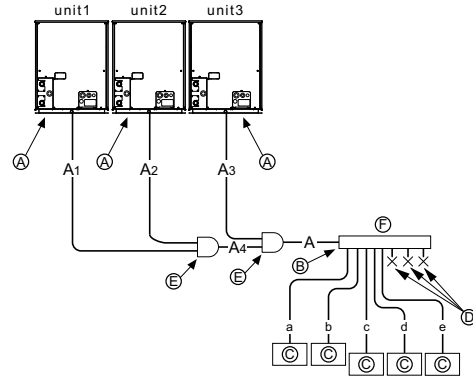 unit1 unit2 unit3
A A A
A1 A2 A3
F
A4 A
B
E E
D
a b c d e
C C C C C